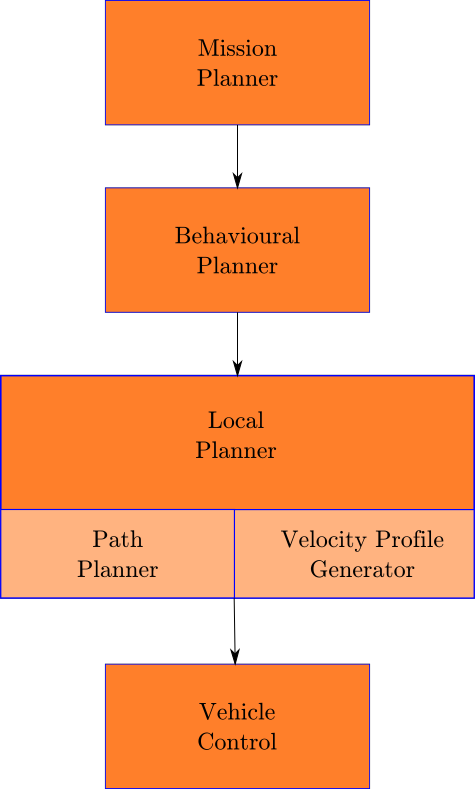 Mission
Planner
Behavioural
Planner
Local
Planner
Path
Planner
Velocity Profile
Generator
Vehicle
Control